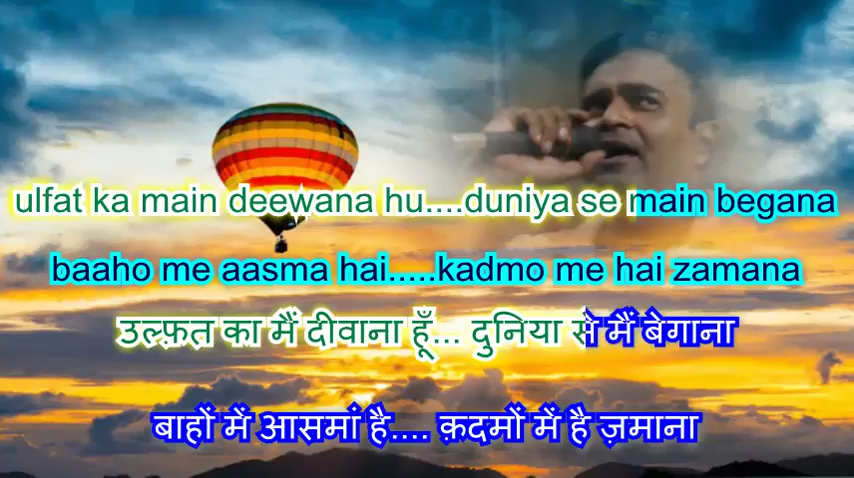 ulfat ka main deewana hu....duniya se main begana
baaho me aasma hai.....kadmo me hai zamana
उल्फ़त का मैं दीवाना हूँ... दुनिया से मैं बेगाना
बाहों में आसमां है.... क़दमों में है ज़माना